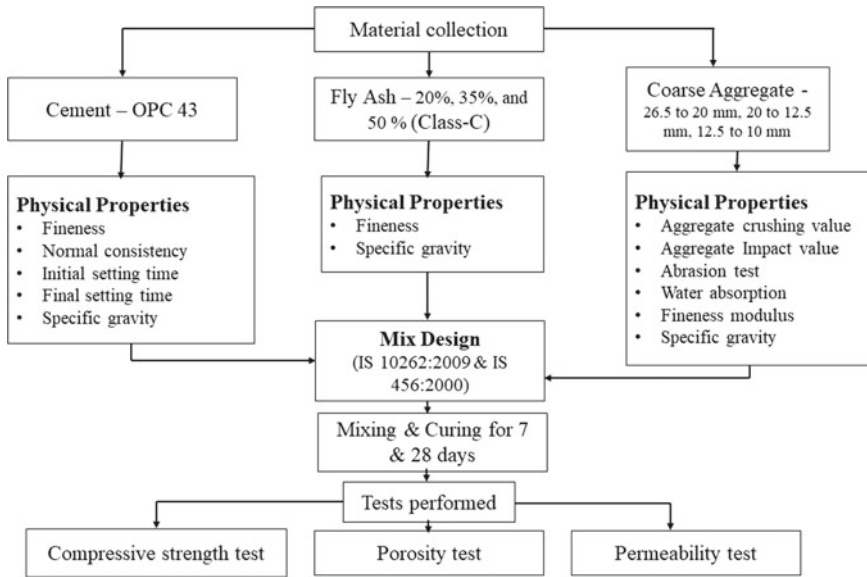 Material collection
Cement – OPC 43
Fly Ash – 20%, 35%, and
50 % (Class-C)
Coarse Aggregate -
26.5 to 20 mm, 20 to 12.5
mm, 12.5 to 10 mm
Physical Properties
• Fineness
• Normal consistency
• Initial setting time
• Final setting time
• Specific gravity
Physical Properties
• Fineness
• Specific gravity
Physical Properties
• Aggregate crushing value
• Aggregate Impact value
• Abrasion test
• Water absorption
• Fineness modulus
• Specific gravity
Mix Design
(IS 10262:2009 & IS
456:2000)
Mixing & Curing for 7
& 28 days
Tests performed
Compressive strength test
Porosity test
Permeability test